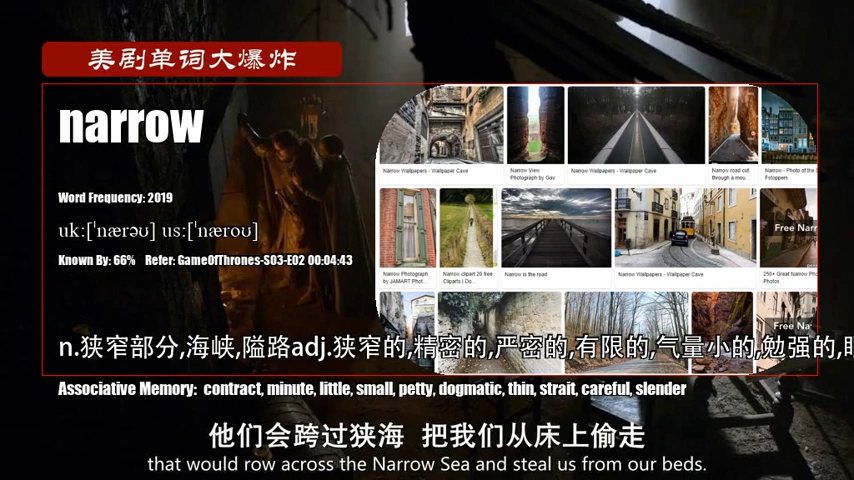 美剧单词大爆炸
narrow
Word Frequency: 2019
uk:[ˈnærəʊ] us:[ˈnæroʊ]
Known By: 66% Refer: GameOfThrones-S03-E02 00:04:43
Narrow Wallpapers - Wallpaper Cave
Narrow View
Photograph by Gav
Narrow Wallpapers - Wallpaper Cave
Narrow road cut
through a mou...
Narrow - Photo of the
Fstoppers
Narrow Photograph
by JAMART Phot...
Narrow clipart 20 free
Cliparts | Do...
Narrow is the road
Narrow Wallpapers - Wallpaper Cave
Free Narr
250+ Great Narrow Pho
Photos
Free Na
n.狭窄部分,海峡,隘路adj.狭窄的,精密的,严密的,有限的,气量小的,勉强的,
Associative Memory: contract, minute, little, small, petty, dogmatic, thin, strait, careful, slender
他们会跨过狭海 把我们从床上偷走
that would row across the Narrow Sea and steal us from our beds.